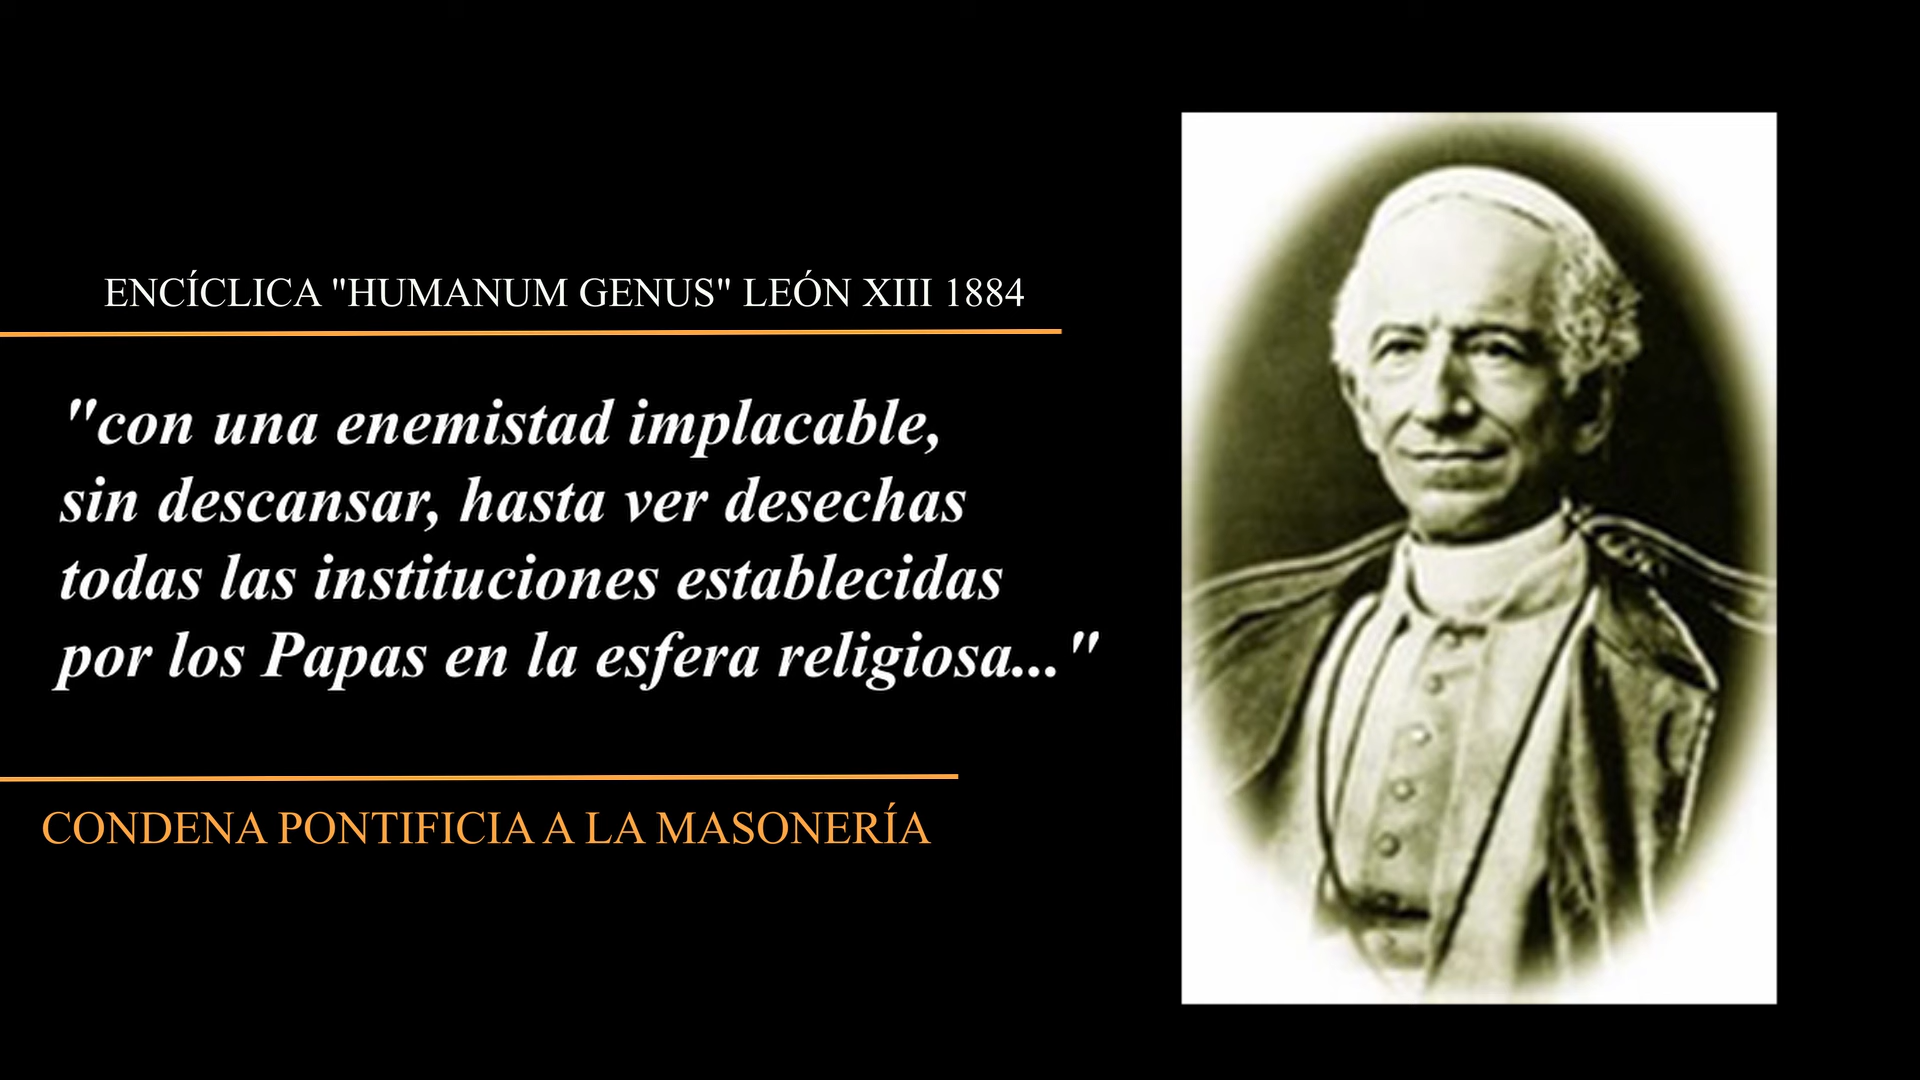 ENCÍCLICA "HUMANUM GENUS" LEÓN XIII 1884
"con una enemistad implacable,
sin descansar, hasta ver desechas
todas las instituciones establecidas
por los Papas en la esfera religiosa..."
CONDENA PONTIFICIA A LA MASONERÍA